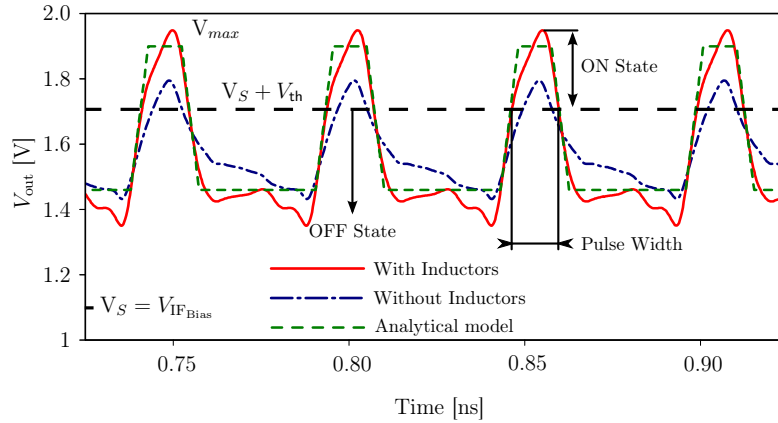 2.0
V_max
ON State
1.8
V_S + V_th
V_out [V]
1.6
1.4
OFF State
Pulse Width
With Inductors
1.2
Without Inductors
V_S = V_IF_Bias
Analytical model
1
0.75
0.80
0.85
0.90
Time [ns]